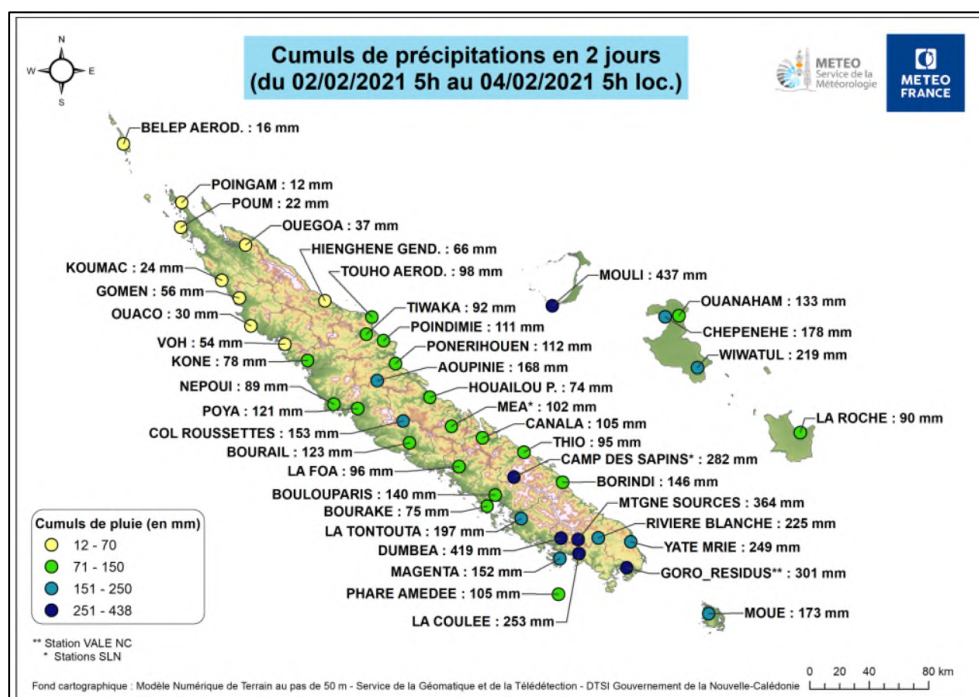 Cumuls de précipitations en 2 jours
(du 02/02/2021 5h au 04/02/2021 5h loc.)
METEO
Service de la
Météorologie
METEO
FRANCE
N
W
E
S
BELEP AEROD. : 16 mm
POINGAM : 12 mm
POUM : 22 mm
OUEGOA : 37 mm
HIENGHENE GEND. : 66 mm
TOUHO AEROD. : 98 mm
KOUMAC : 24 mm
GOMEN : 56 mm
OUACO : 30 mm
VOH : 54 mm
KONE : 78 mm
NEPOUI : 89 mm
POYA : 121 mm
COL ROUSSETTES : 153 mm
BOURAIL : 123 mm
LA FOA : 96 mm
BOULOUPARIS : 140 mm
BOURAKE : 75 mm
LA TONTOUTA : 197 mm
DUMBEA : 419 mm
MAGENTA : 152 mm
PHARE AMEDEE : 105 mm
LA COULEE : 253 mm
TIWAKA : 92 mm
POINDIMIE : 111 mm
PONERIHOUEN : 112 mm
AOUPINIE : 168 mm
HOUAILOU P. : 74 mm
MEA* : 102 mm
CANALA : 105 mm
THIO : 95 mm
CAMP DES SAPINS* : 282 mm
BORINDI : 146 mm
MTGNE SOURCES : 364 mm
RIVIERE BLANCHE : 225 mm
YATE MRIE : 249 mm
GORO_RESIDUS** : 301 mm
MOUE : 173 mm
MOULI : 437 mm
OUANAHAM : 133 mm
CHEPENEHE : 178 mm
WIWATUL : 219 mm
LA ROCHE : 90 mm
Cumuls de pluie (en mm)
12 - 70
71 - 150
151 - 250
251 - 438
** Station VALE NC
* Stations SLN
0 20 40 60 80 km
Fond cartographique : Modèle Numérique de Terrain au pas de 50 m - Service de la Géomatique et de la Télédétection - DTSI Gouvernement de la Nouvelle-Calédonie